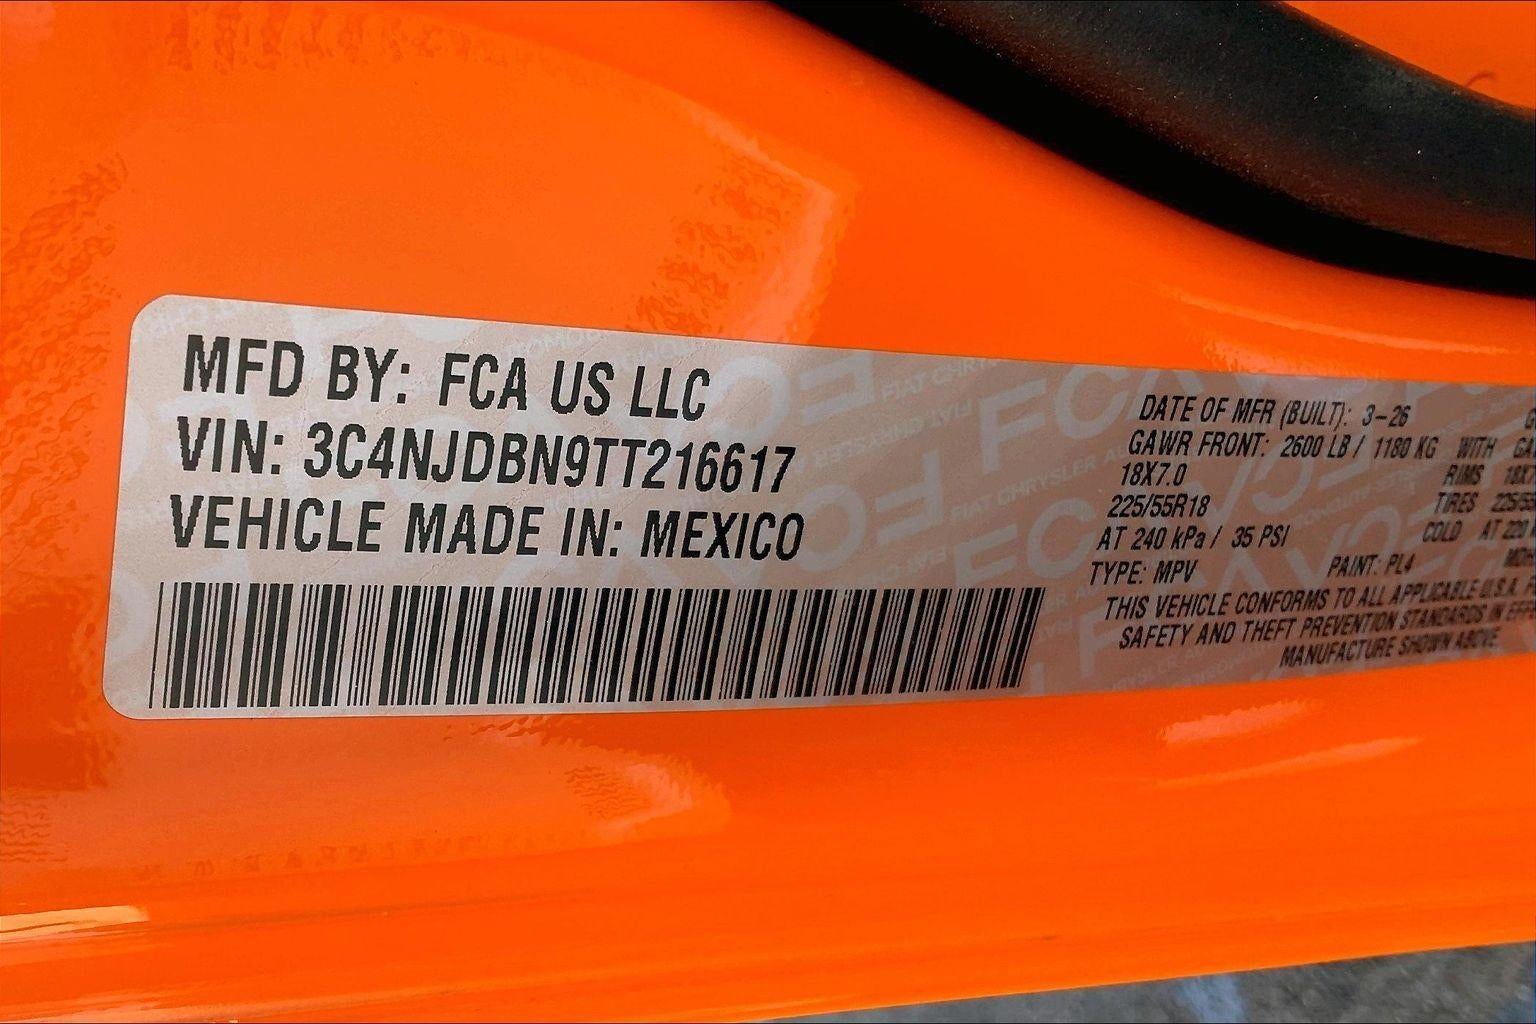 MFD BY: FCA US LLC
VIN: 3C4NJDBN9TT216617
VEHICLE MADE IN: MEXICO
DATE OF MFR (BUILT): 3-26
GAWR FRONT: 2600 LB / 1180 KG WITH
18X7.0 RIMS
225/55R18 TIRES
AT 240 kPa / 35 PSI COLD AT 220
TYPE: MPV PAINT: PL4
THIS VEHICLE CONFORMS TO ALL APPLICABLE U.S.A.
SAFETY AND THEFT PREVENTION STANDARDS IN
MANUFACTURE SHOWN ABOVE